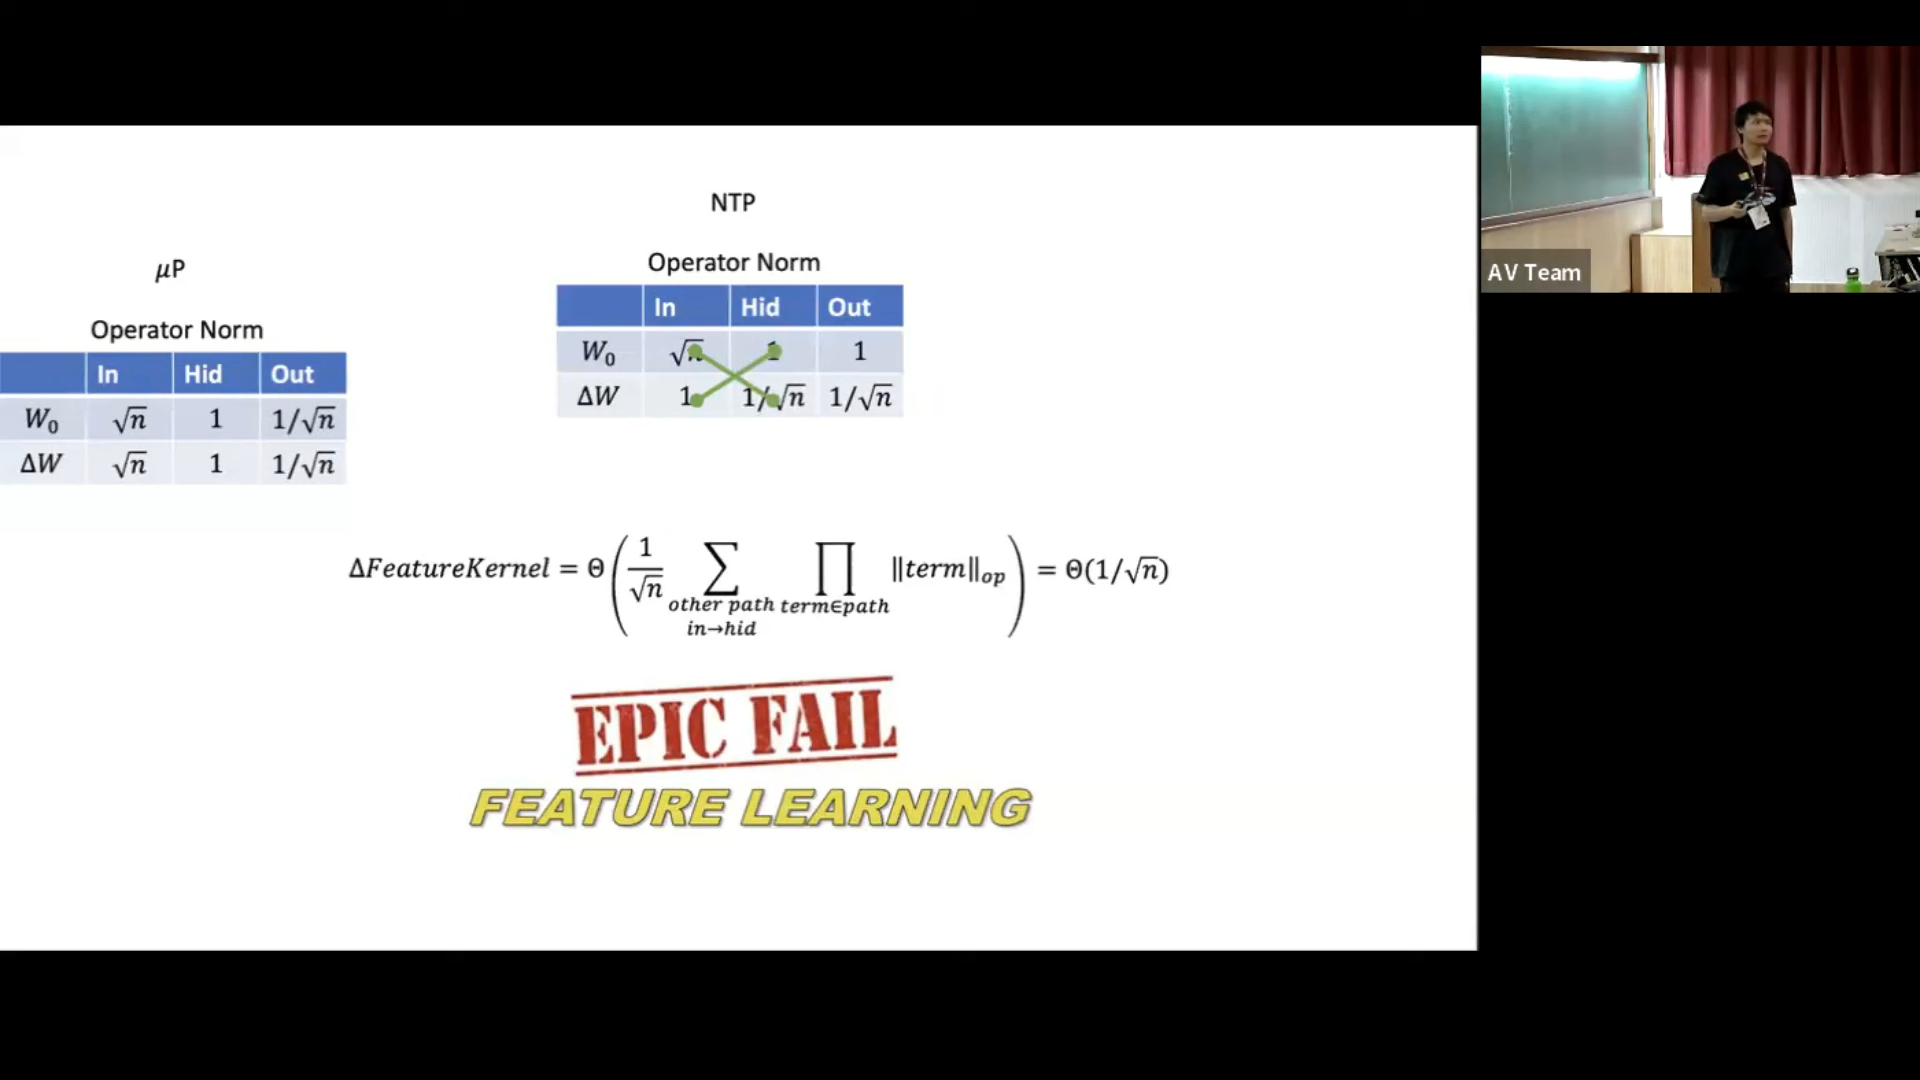 NTP
Operator Norm
In Hid Out
W₀ √n 1 1
ΔW 1 1/√n 1/√n
μP
Operator Norm
In Hid Out
W₀ √n 1 1/√n
ΔW √n 1 1/√n
ΔFeatureKernel = Θ(1/√n ∑ other path in→hid ∏ term∈path ‖term‖op) = Θ(1/√n)
EPIC FAIL
FEATURE LEARNING
AV Team